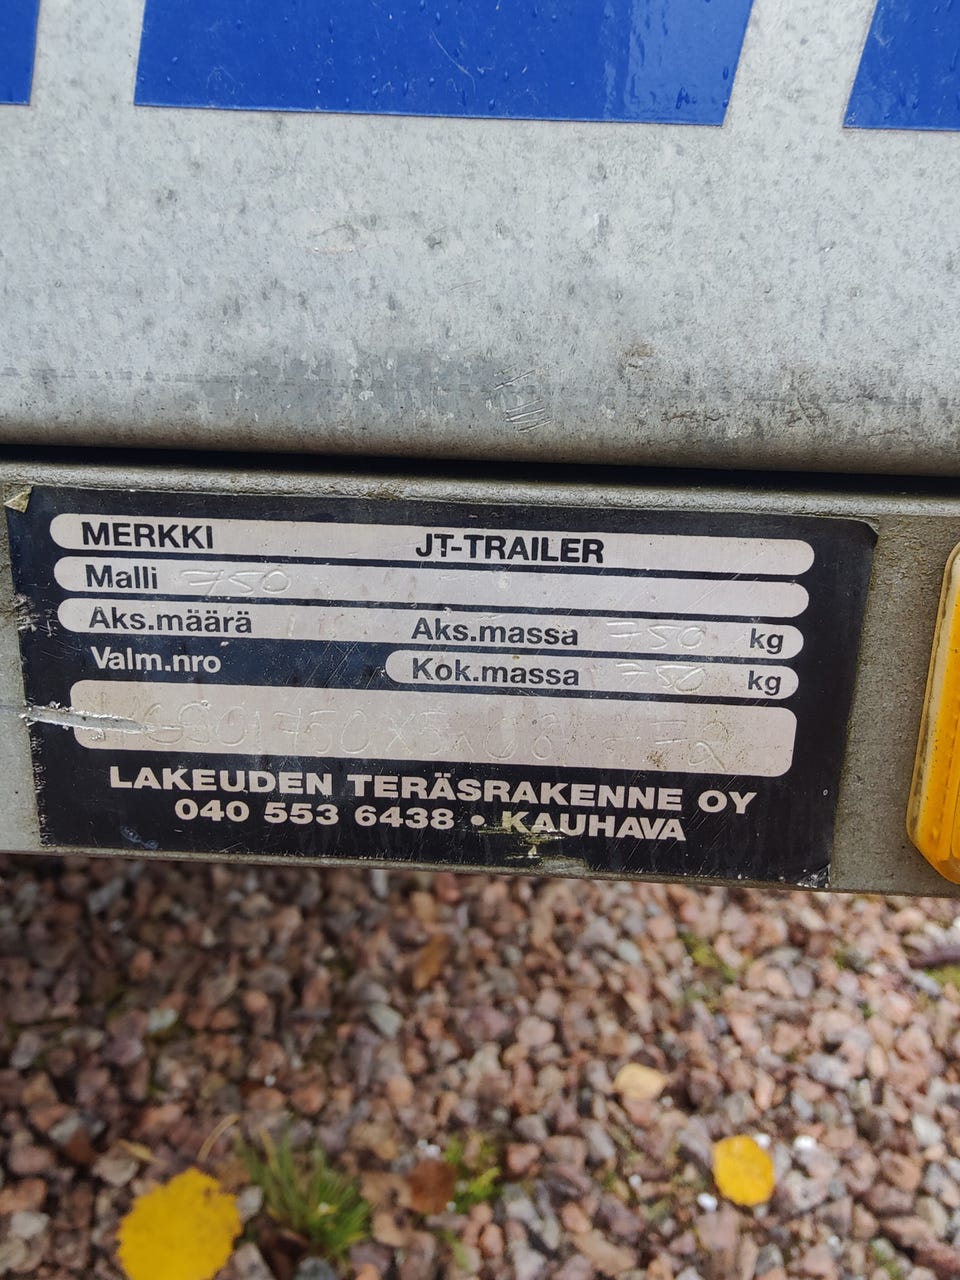 MERKKI JT-TRAILER
Malli 750
Aks.määrä 1 Aks.massa 750 kg
Valm.nro Kok.massa 750 kg
LAKEUDEN TERÄSRAKENNE OY
040 553 6438 • KAUHAVA